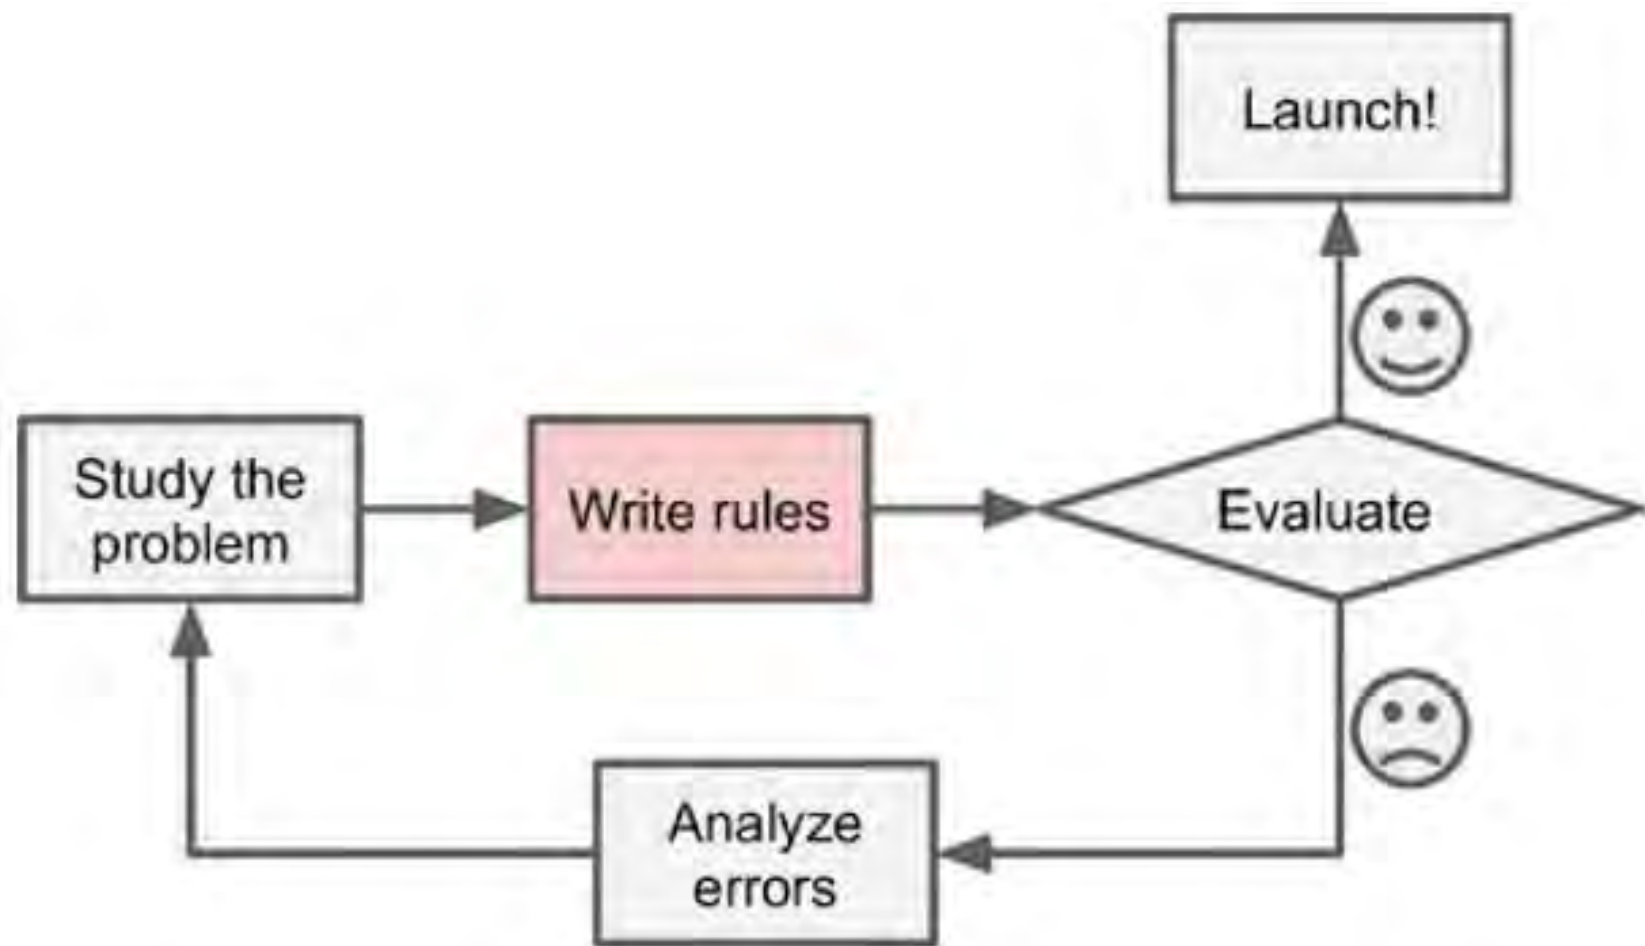 Launch!
Study the
problem
Write rules
Evaluate
Analyze
errors